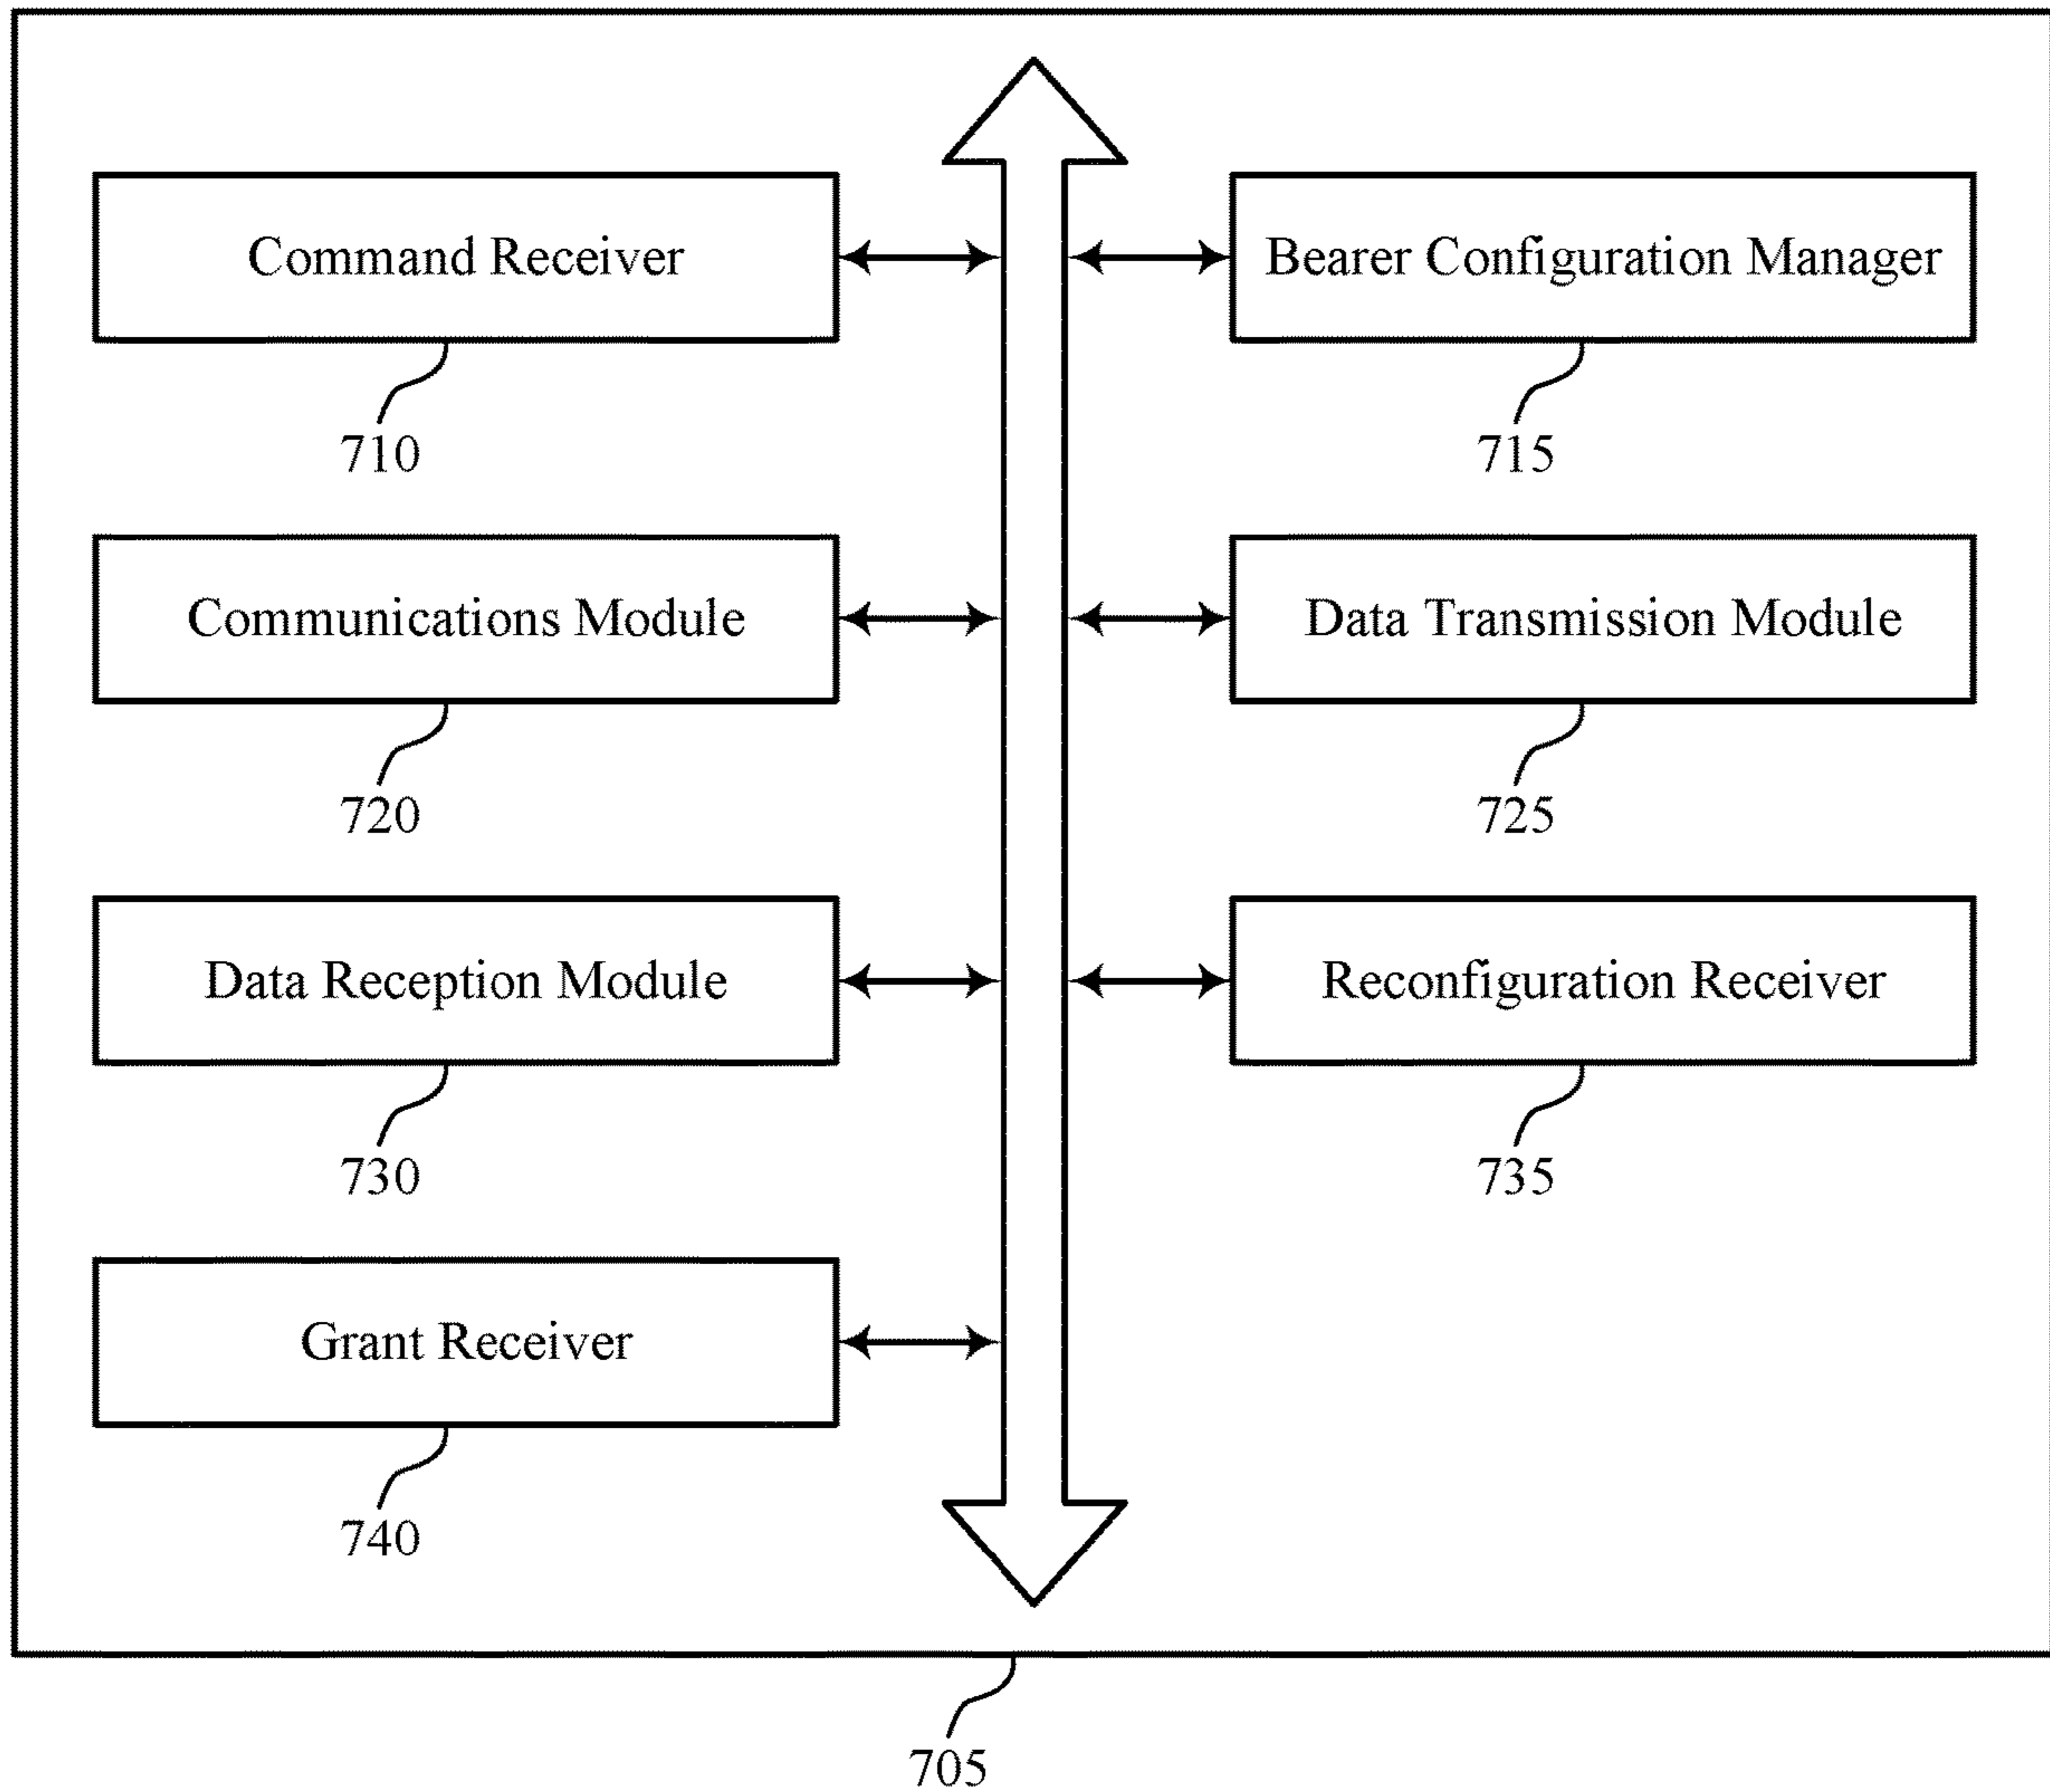 Command Receiver
Bearer Configuration Manager
710
715
Communications Module
Data Transmission Module
720
725
Data Reception Module
Reconfiguration Receiver
730
735
Grant Receiver
740
705